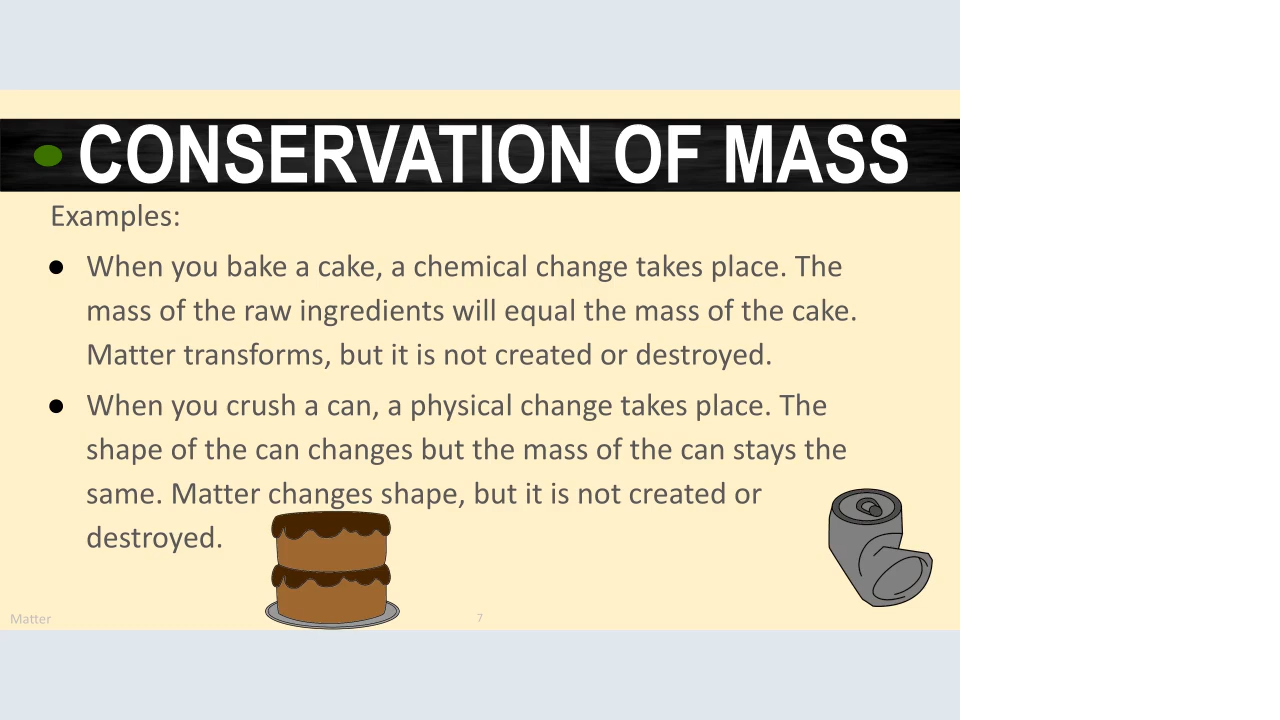 CONSERVATION OF MASS
Examples:
When you bake a cake, a chemical change takes place. The
mass of the raw ingredients will equal the mass of the cake.
Matter transforms, but it is not created or destroyed.
When you crush a can, a physical change takes place. The
shape of the can changes but the mass of the can stays the
same. Matter changes shape, but it is not created or
destroyed.
Matter
7